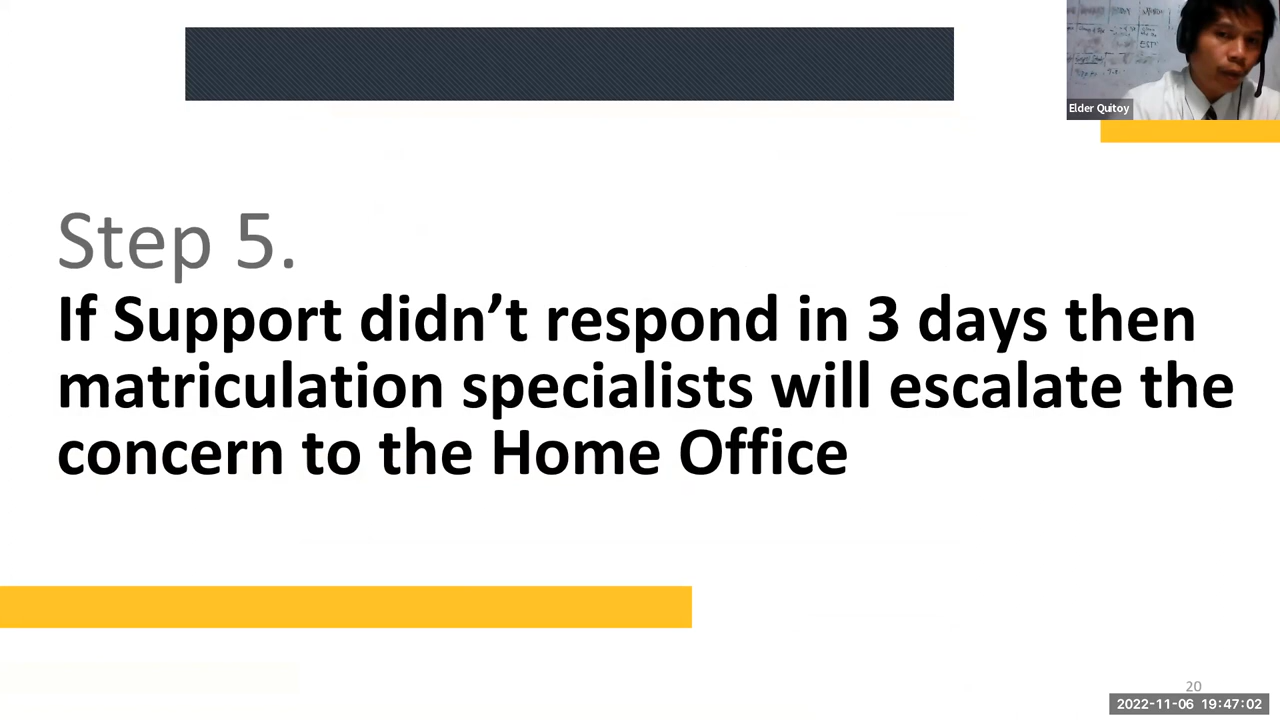 Elder Quitoy
Step 5.
If Support didn’t respond in 3 days then
matriculation specialists will escalate the
concern to the Home Office
20
2022-11-06 19:47:02